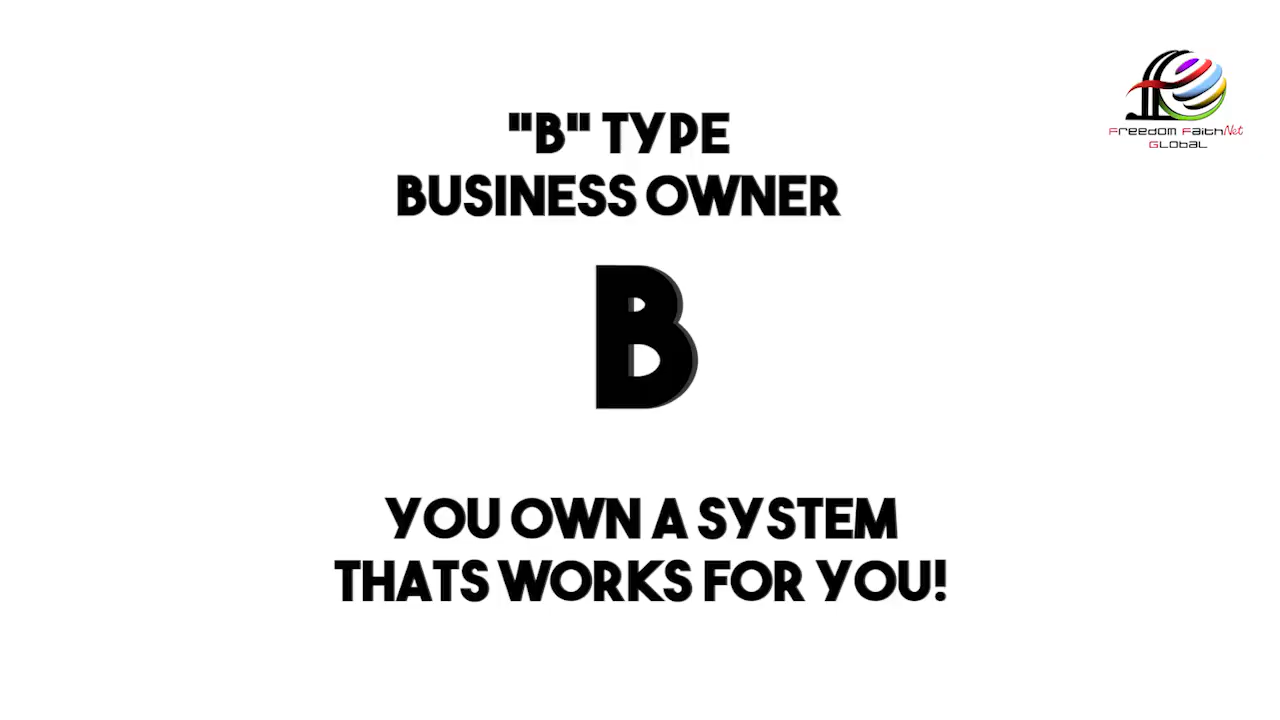 "B" TYPE
BUSINESS OWNER
B
YOU OWN A SYSTEM
THATS WORKS FOR YOU!
Freedom FaithNet
Global